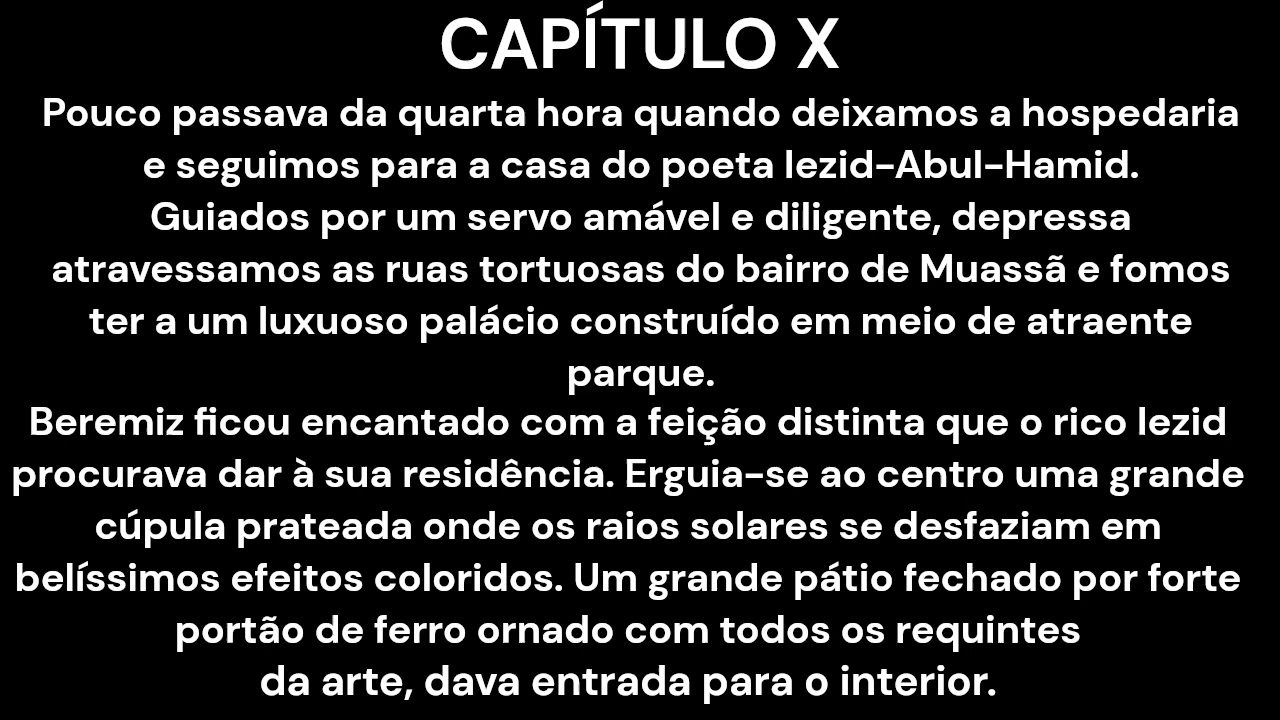 CAPÍTULO X
Pouco passava da quarta hora quando deixamos a hospedaria
e seguimos para a casa do poeta Iezid-Abul-Hamid.
Guiados por um servo amável e diligente, depressa
atravessamos as ruas tortuosas do bairro de Muassã e fomos
ter a um luxuoso palácio construído em meio de atraente
parque.
Beremiz ficou encantado com a feição distinta que o rico Iezid
procurava dar à sua residência. Erguia-se ao centro uma grande
cúpula prateada onde os raios solares se desfaziam em
belíssimos efeitos coloridos. Um grande pátio fechado por forte
portão de ferro ornado com todos os requintes
da arte, dava entrada para o interior.